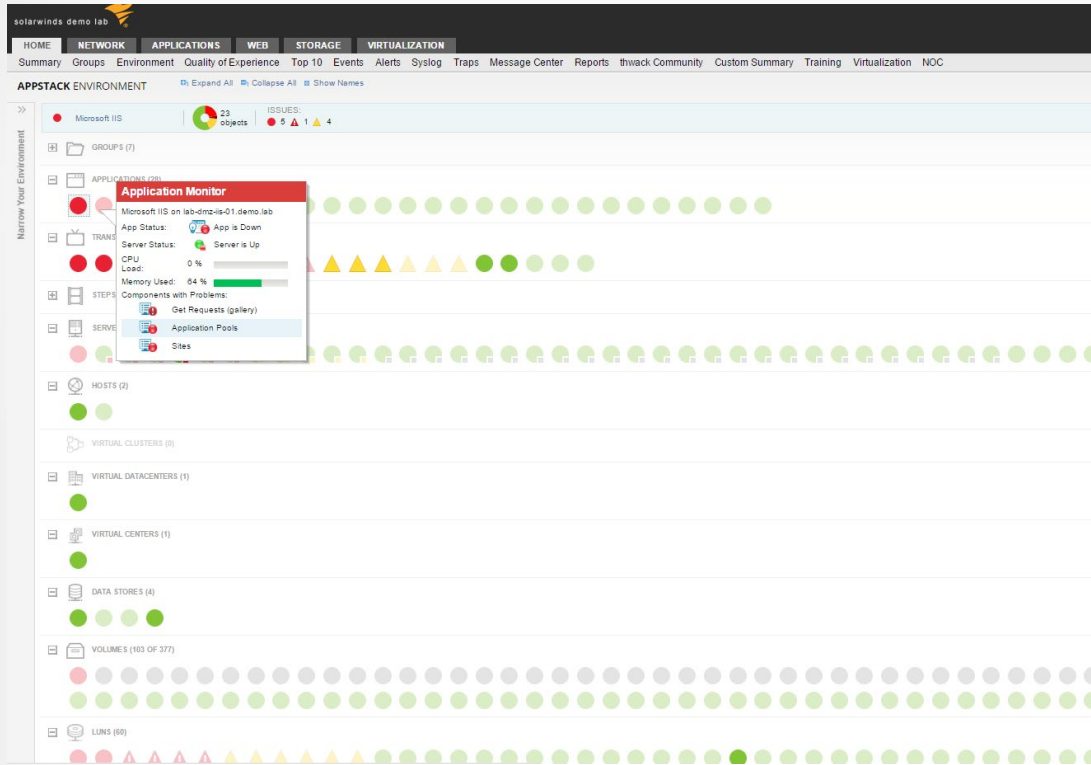 solarwinds demo lab
HOME NETWORK APPLICATIONS WEB STORAGE VIRTUALIZATION
Summary Groups Environment Quality of Experience Top 10 Events Alerts Syslog Traps Message Center Reports thwack Community Custom Summary Training Virtualization NOC
APPSTACK ENVIRONMENT Expand All Collapse All Show Names
>>
Narrow Your Environment
Microsoft IIS
23 objects
ISSUES:
5 1 4
GROUPS (7)
APPLICATIONS
Application Monitor
Microsoft IIS on lab-dmz-iis-01.demo.lab
App Status: App is Down
Server Status: Server is Up
CPU Load: 0 %
Memory Used: 64 %
Components with Problems:
Get Requests (gallery)
Application Pools
Sites
TRANS
STEPS
SERVE
HOSTS (2)
VIRTUAL CLUSTERS (0)
VIRTUAL DATACENTERS (1)
VIRTUAL CENTERS (1)
DATA STORES (4)
VOLUMES (103 OF 377)
LUNS (60)